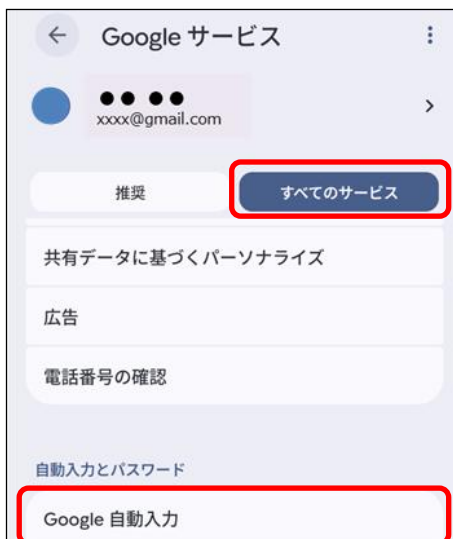 Google サービス
●● ●●
xxxx@gmail.com
推奨
すべてのサービス
共有データに基づくパーソナライズ
広告
電話番号の確認
自動入力とパスワード
Google 自動入力